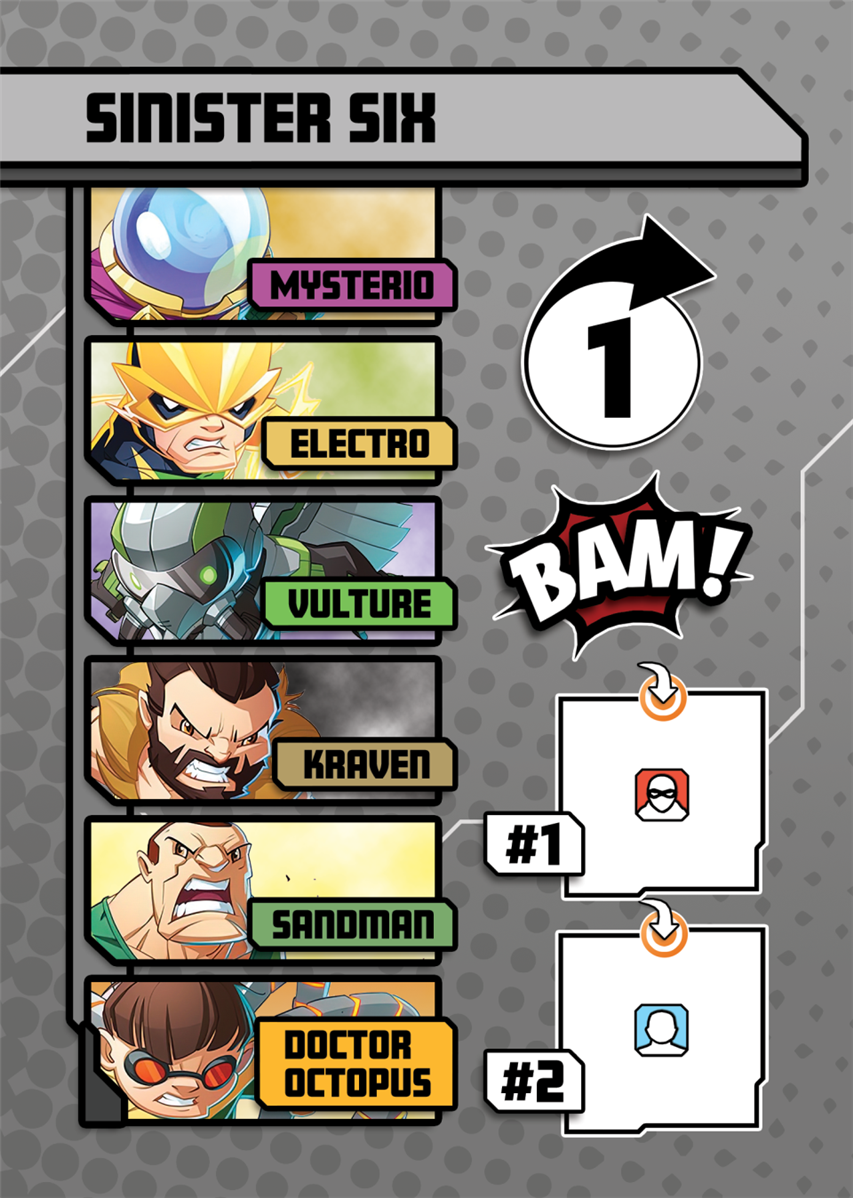 SINISTER SIX
MYSTERIO
ELECTRO
VULTURE
KRAVEN
SANDMAN
DOCTOR
OCTOPUS
1
BAM!
#1
#2